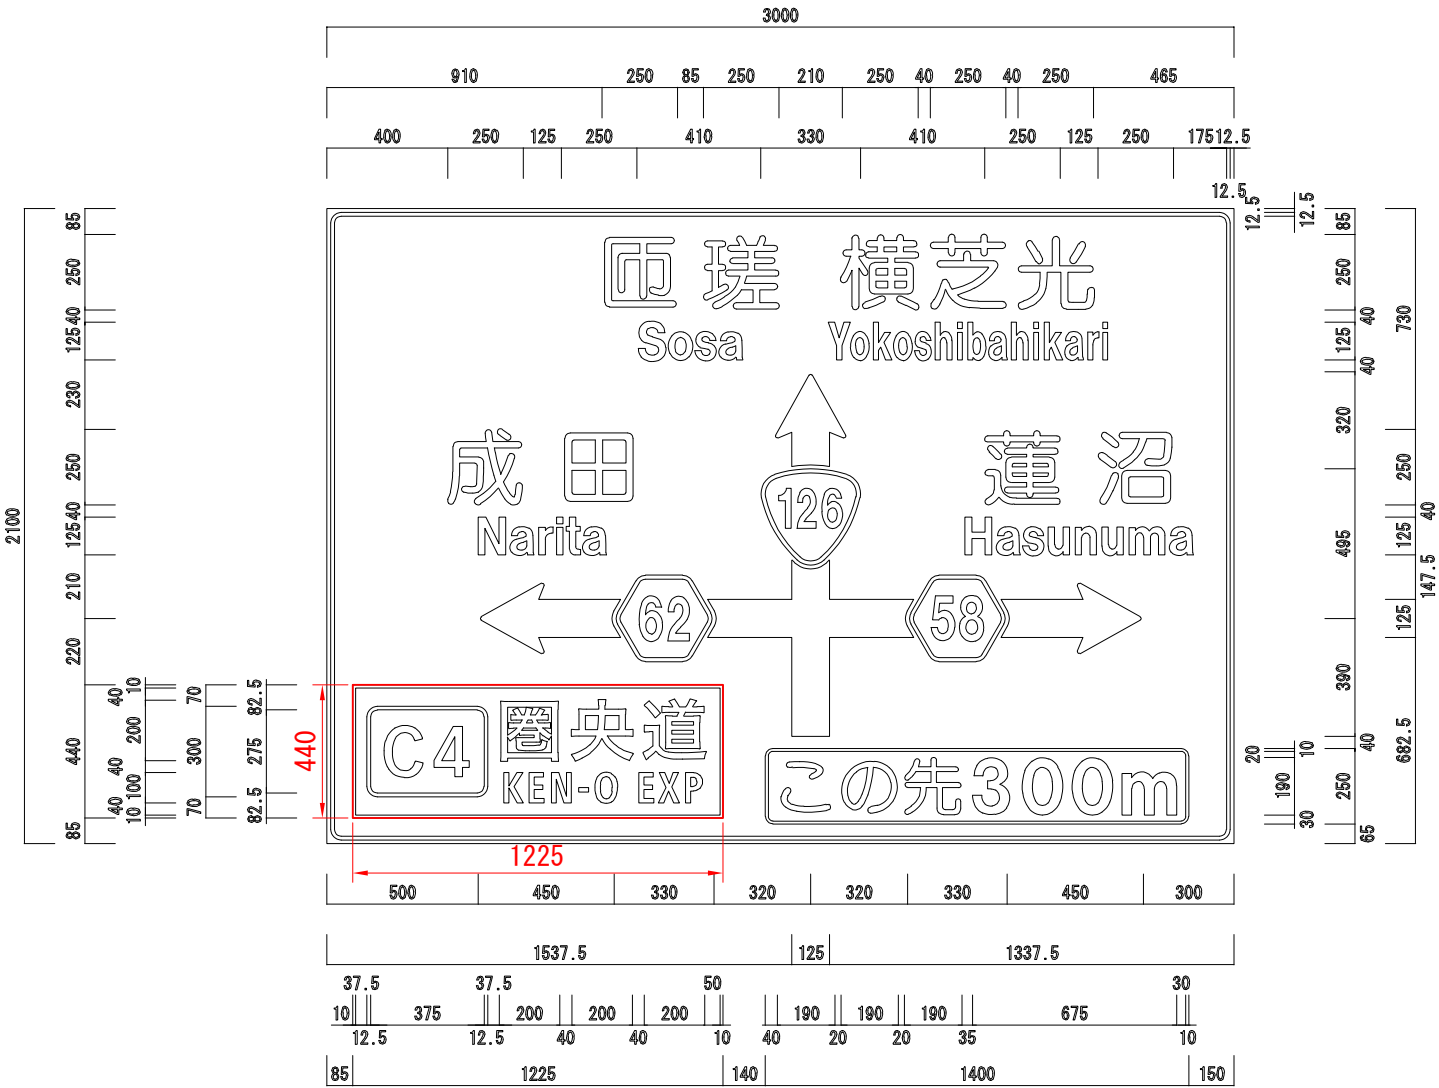 3000
910 250 85 250 210 250 40 250 40 250 465
400 250 125 250 410 330 410 250 125 250 175 12.5
12.5
12.5 12.5
85 250 40 125 230 250 40 125 210 220 440 85
2100
匝瑳 横芝光
Sosa Yokoshibahikari
成田 蓮沼
Narita Hasunuma
126
62 58
C4 圏央道
KEN-O EXP
この先300m
10 40 200 40 100 40 10
70 300 70
82.5 275 82.5
440
1225
85 250 40 125 40 320 495 390 40 250 65
730 250 40 125 147.5 125 682.5
20 10 190 30
500 450 330 320 320 330 450 300
1537.5 125 1337.5
37.5 37.5 50 30
10 375 200 200 200 190 190 190 675
12.5 12.5 40 40 10 40 20 20 35 10
85 1225 140 1400 150